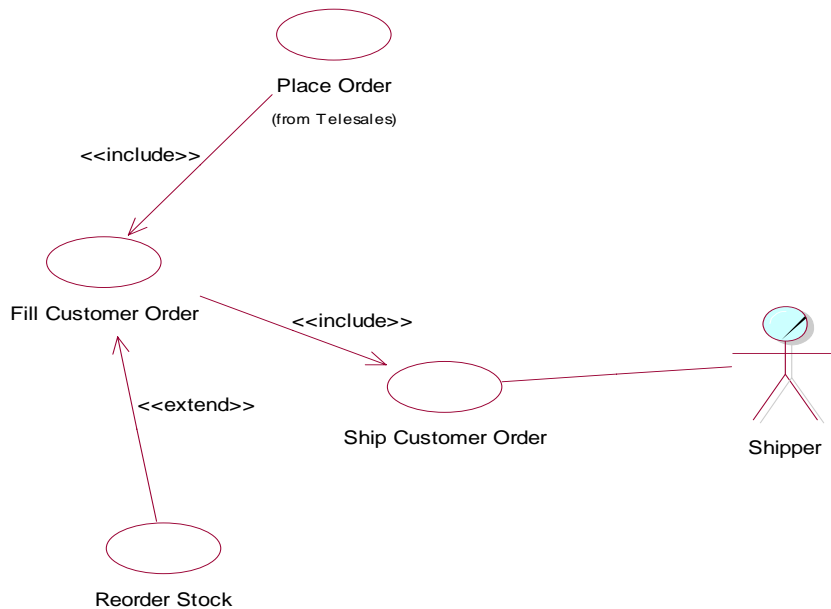 Place Order
(from Telesales)
<<include>>
Fill Customer Order
<<include>>
<<extend>>
Ship Customer Order
Shipper
Reorder Stock